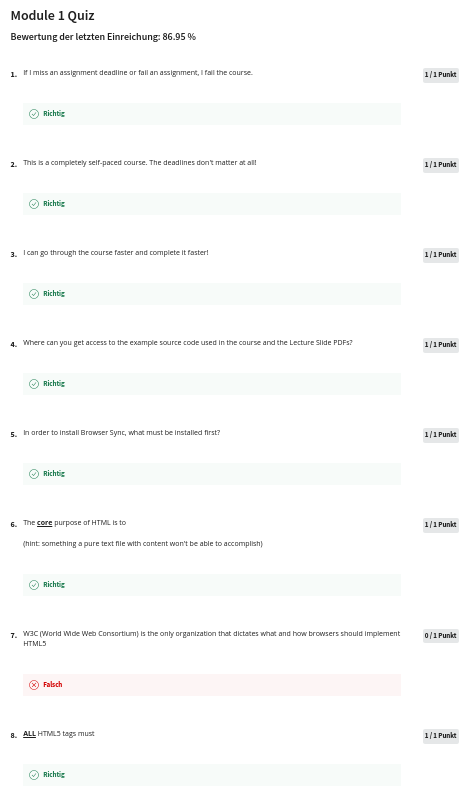 Module 1 Quiz
Bewertung der letzten Einreichung: 86.95 %
1. If I miss an assignment deadline or fail an assignment, I fail the course. 1 / 1 Punkt
Richtig
2. This is a completely self-paced course. The deadlines don't matter at all! 1 / 1 Punkt
Richtig
3. I can go through the course faster and complete it faster! 1 / 1 Punkt
Richtig
4. Where can you get access to the example source code used in the course and the Lecture Slide PDFs? 1 / 1 Punkt
Richtig
5. In order to install Browser Sync, what must be installed first? 1 / 1 Punkt
Richtig
6. The core purpose of HTML is to 1 / 1 Punkt
(hint: something a pure text file with content won't be able to accomplish)
Richtig
7. W3C (World Wide Web Consortium) is the only organization that dictates what and how browsers should implement 0 / 1 Punkt
HTML5
Falsch
8. ALL HTML5 tags must 1 / 1 Punkt
Richtig